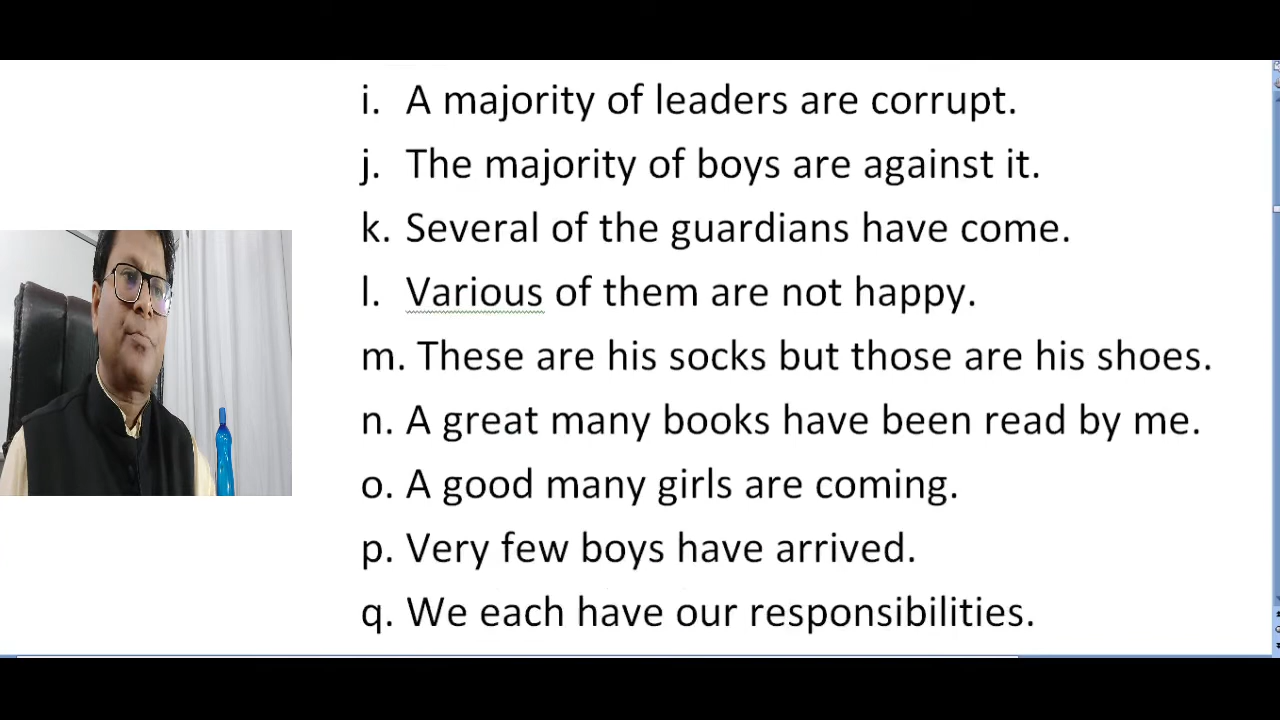 i. A majority of leaders are corrupt.
j. The majority of boys are against it.
k. Several of the guardians have come.
l. Various of them are not happy.
m. These are his socks but those are his shoes.
n. A great many books have been read by me.
o. A good many girls are coming.
p. Very few boys have arrived.
q. We each have our responsibilities.